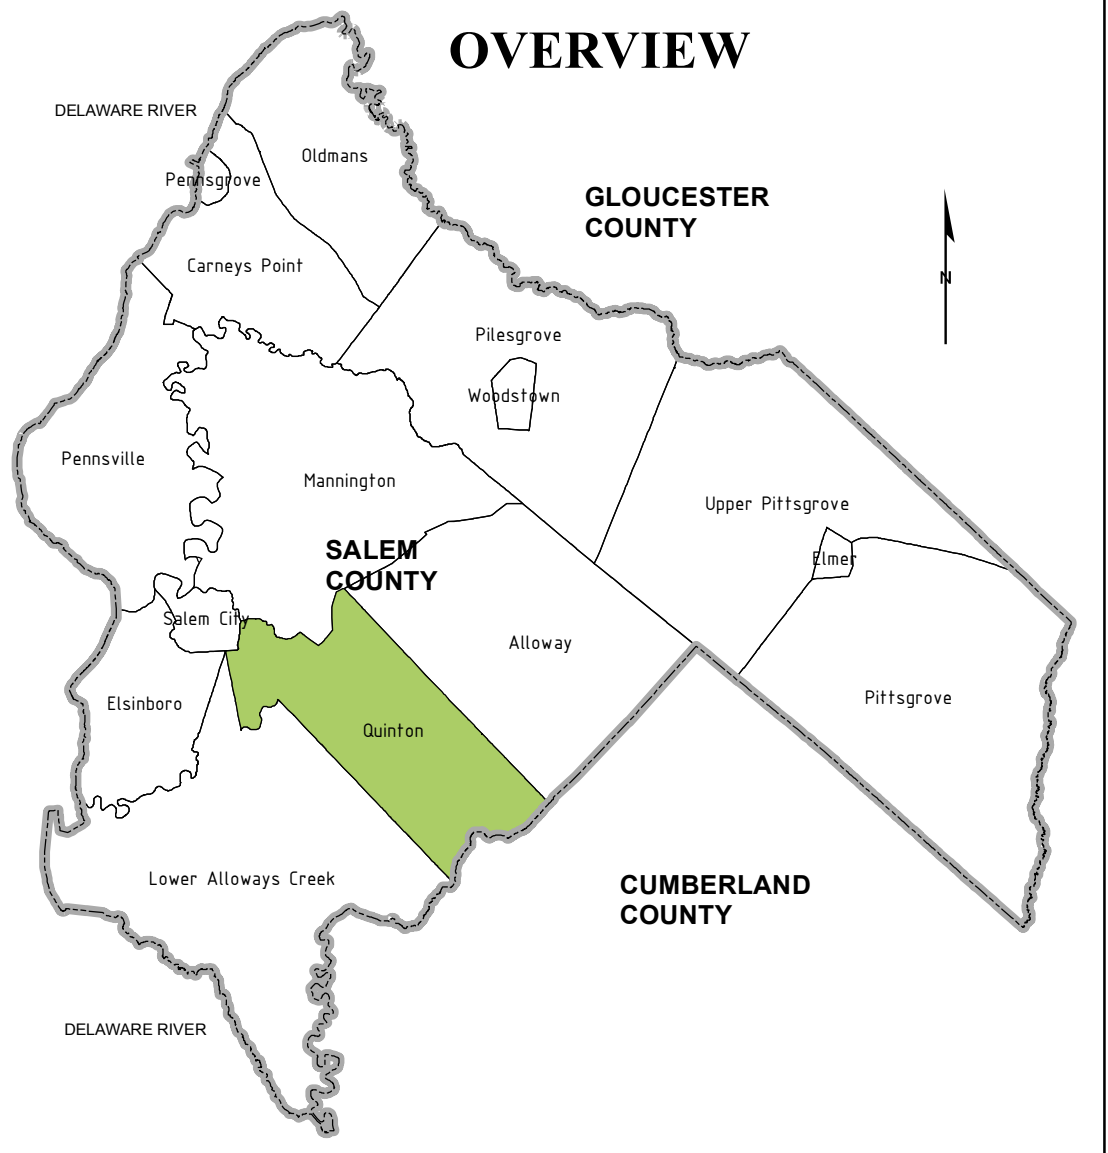 OVERVIEW
DELAWARE RIVER
Oldmans
Pennsgrove
GLOUCESTER
COUNTY
Carneys Point
N
Pilesgrove
Woodstown
Pennsville
Mannington
Upper Pittsgrove
SALEM
COUNTY
Elmer
Salem City
Alloway
Elsinboro
Pittsgrove
Quinton
Lower Alloways Creek
CUMBERLAND
COUNTY
DELAWARE RIVER